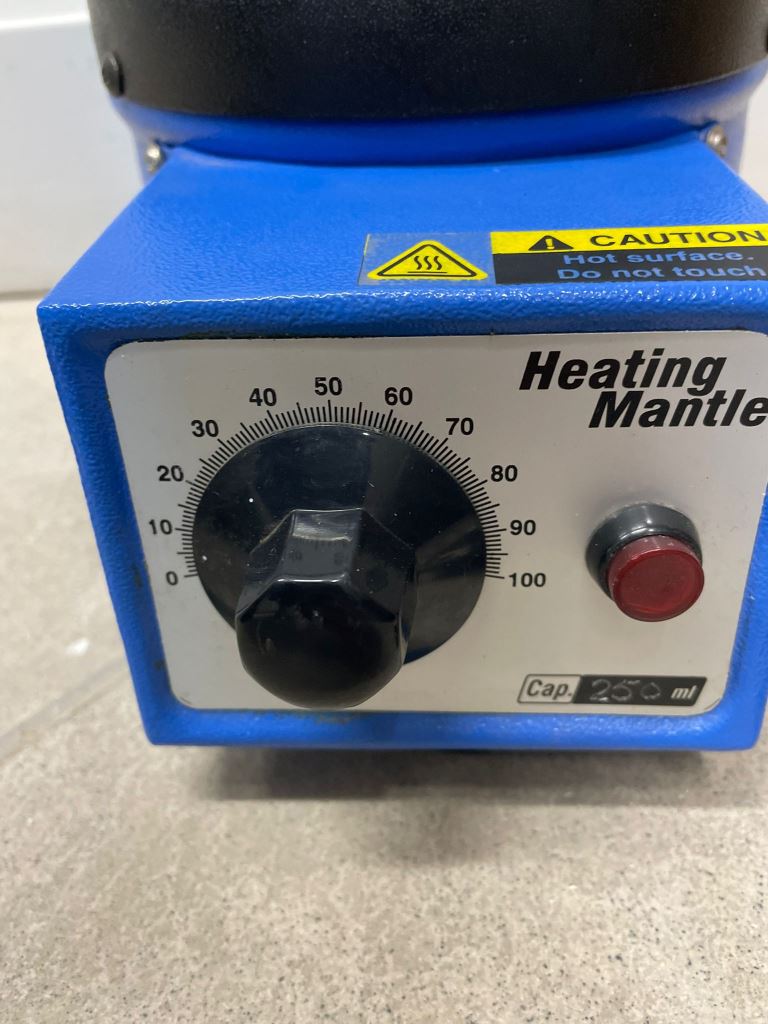 CAUTION
Hot surface.
Do not touch
Heating
Mantle
50
40
60
30
70
20
80
10
90
0
100
Cap. 250 ml